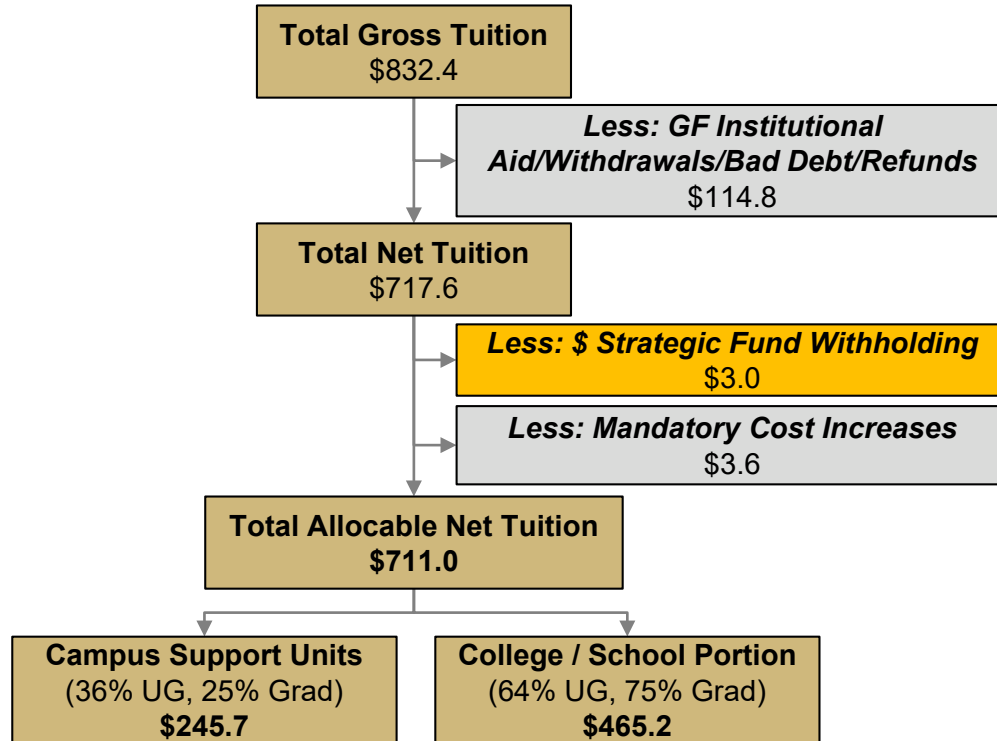 Total Gross Tuition
$832.4
Less: GF Institutional
Aid/Withdrawals/Bad Debt/Refunds
$114.8
Total Net Tuition
$717.6
Less: $ Strategic Fund Withholding
$3.0
Less: Mandatory Cost Increases
$3.6
Total Allocable Net Tuition
$711.0
Campus Support Units
(36% UG, 25% Grad)
$245.7
College / School Portion
(64% UG, 75% Grad)
$465.2